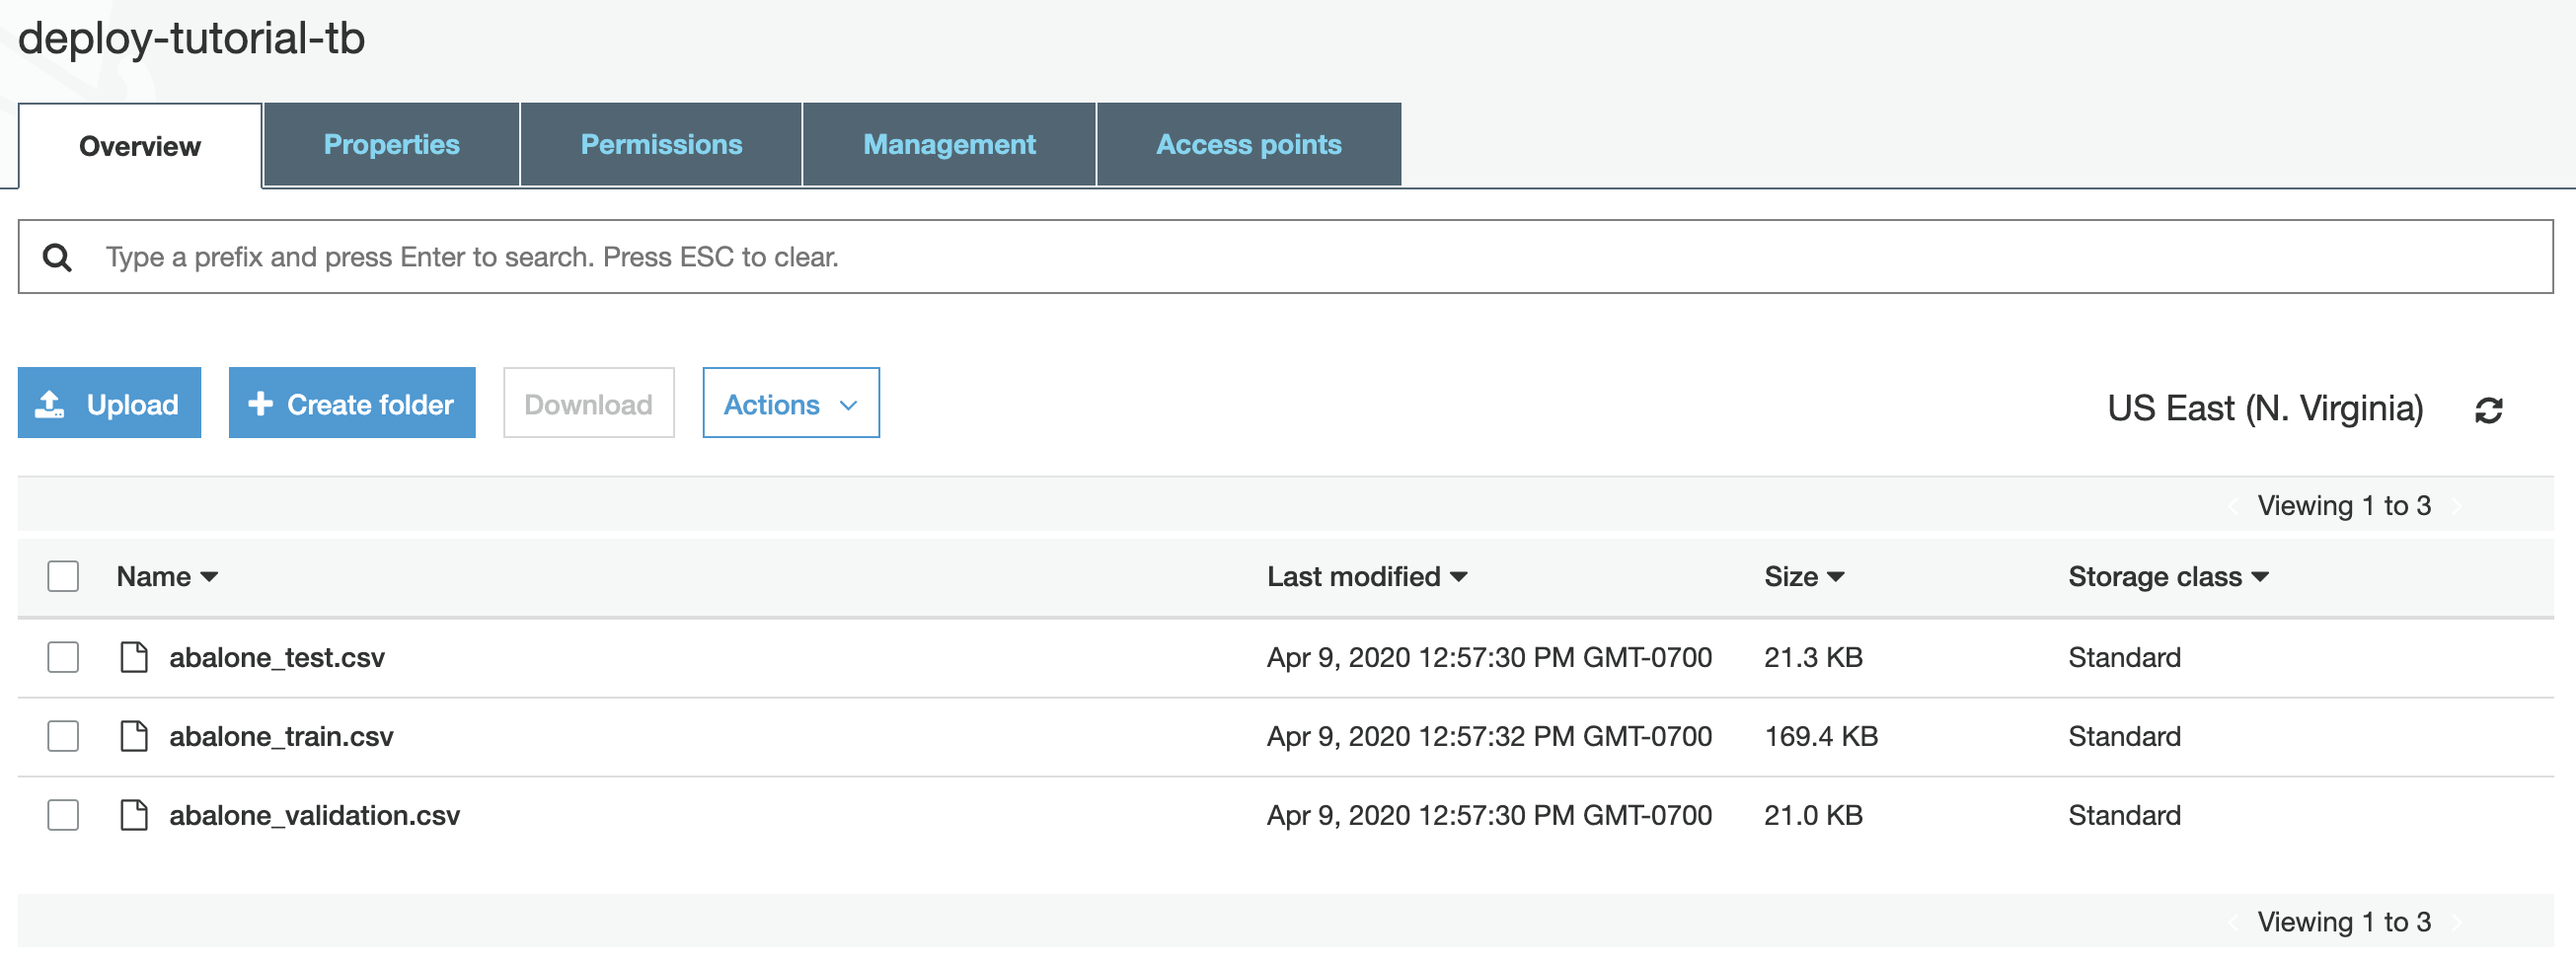 deploy-tutorial-tb
Overview Properties Permissions Management Access points
Type a prefix and press Enter to search. Press ESC to clear.
Upload Create folder Download Actions US East (N. Virginia)
Viewing 1 to 3
Name Last modified Size Storage class
abalone_test.csv Apr 9, 2020 12:57:30 PM GMT-0700 21.3 KB Standard
abalone_train.csv Apr 9, 2020 12:57:32 PM GMT-0700 169.4 KB Standard
abalone_validation.csv Apr 9, 2020 12:57:30 PM GMT-0700 21.0 KB Standard
Viewing 1 to 3